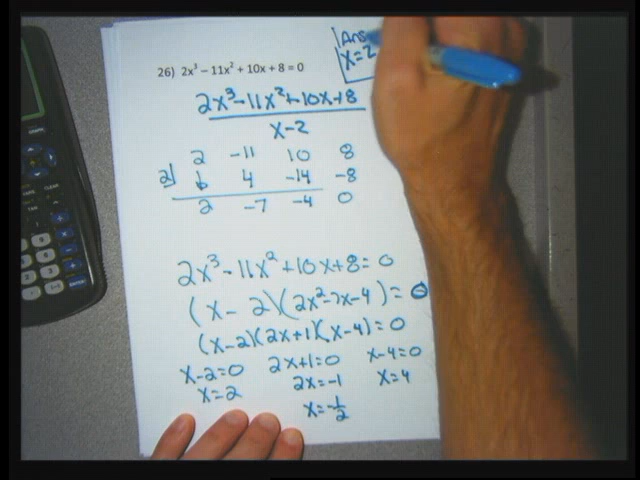 Ans
x=2
26) 2x³ − 11x² + 10x + 8 = 0
2x³-11x²+10x+8
x-2
2 -11 10 8
2| ↓ 4 -14 -8
2 -7 -4 0
2x³-11x²+10x+8=0
(x-2)(2x²-7x-4)=0
(x-2)(2x+1)(x-4)=0
x-2=0 2x+1=0 x-4=0
x=2 2x=-1 x=4
x=-1/2